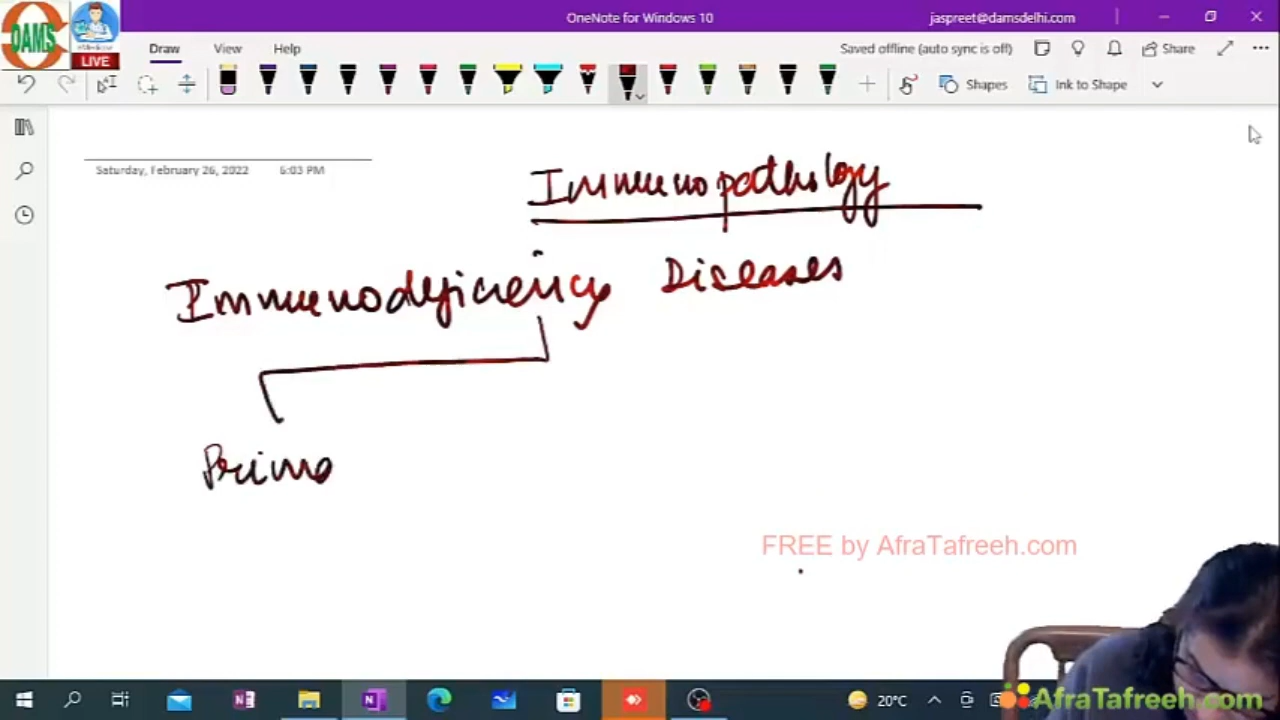 OneNote for Windows 10
jaspreet@damsdelhi.com
DAMS
eMedicoz
LIVE
Draw
View
Help
Saved offline (auto sync is off)
Share
Shapes
Ink to Shape
Saturday, February 26, 2022
6:03 PM
Immunopathology
Immunodeficiency Diseases
Prima
FREE by AfraTafreeh.com
20°C
AfraTafreeh.com